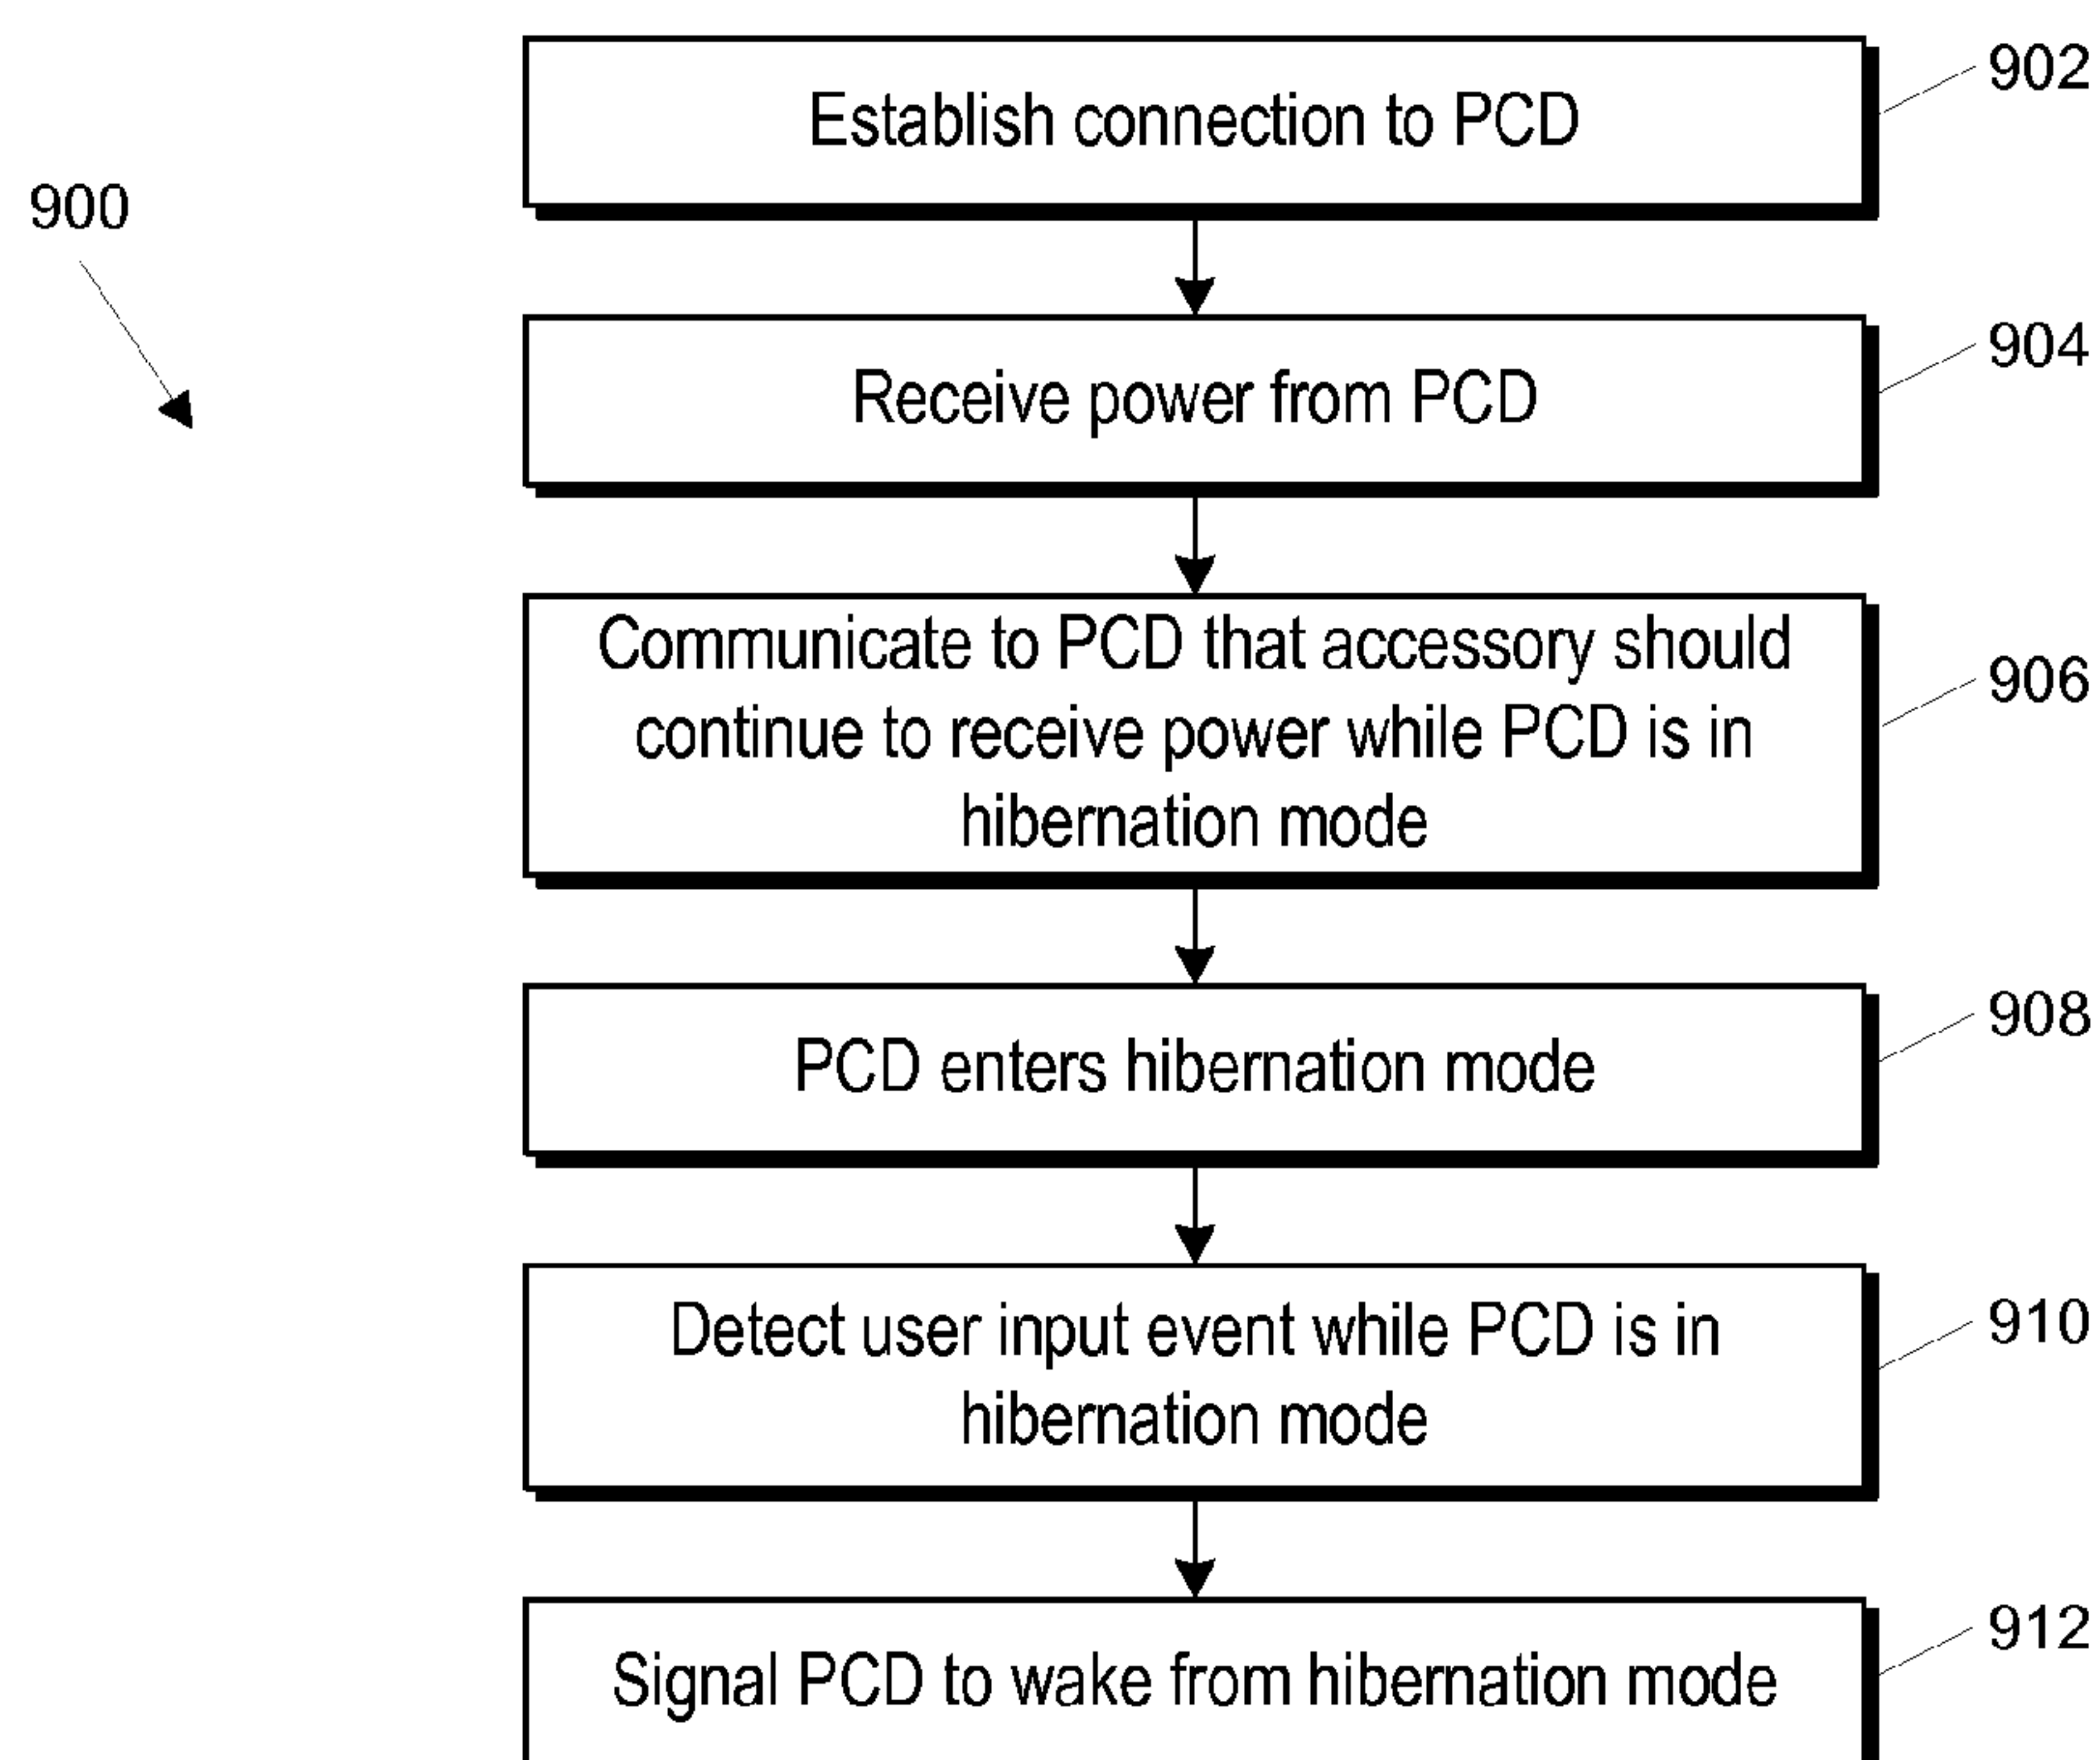 902
Establish connection to PCD
900
904
Receive power from PCD
Communicate to PCD that accessory should
continue to receive power while PCD is in
hibernation mode
906
908
PCD enters hibernation mode
Detect user input event while PCD is in
hibernation mode
910
912
Signal PCD to wake from hibernation mode